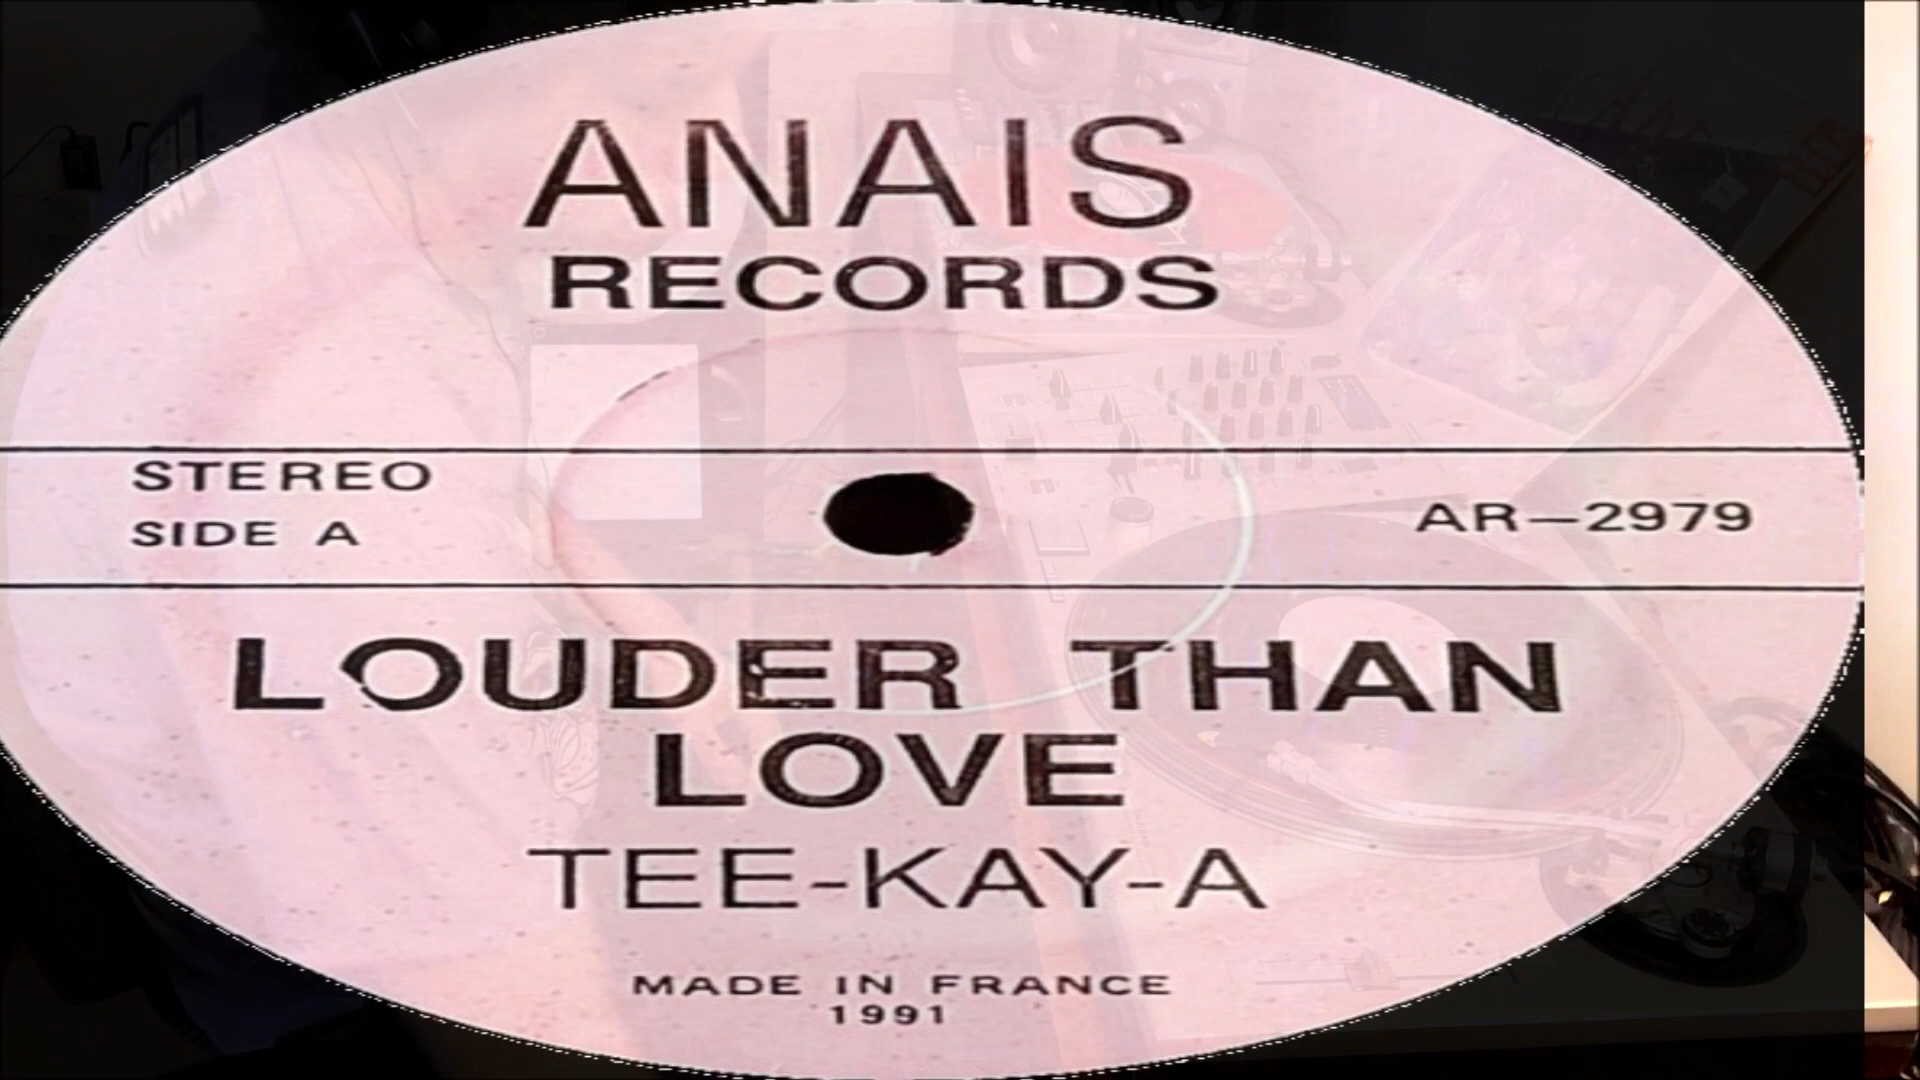 ANAIS
RECORDS
STEREO
SIDE A
AR-2979
LOUDER THAN
LOVE
TEE-KAY-A
MADE IN FRANCE
1991